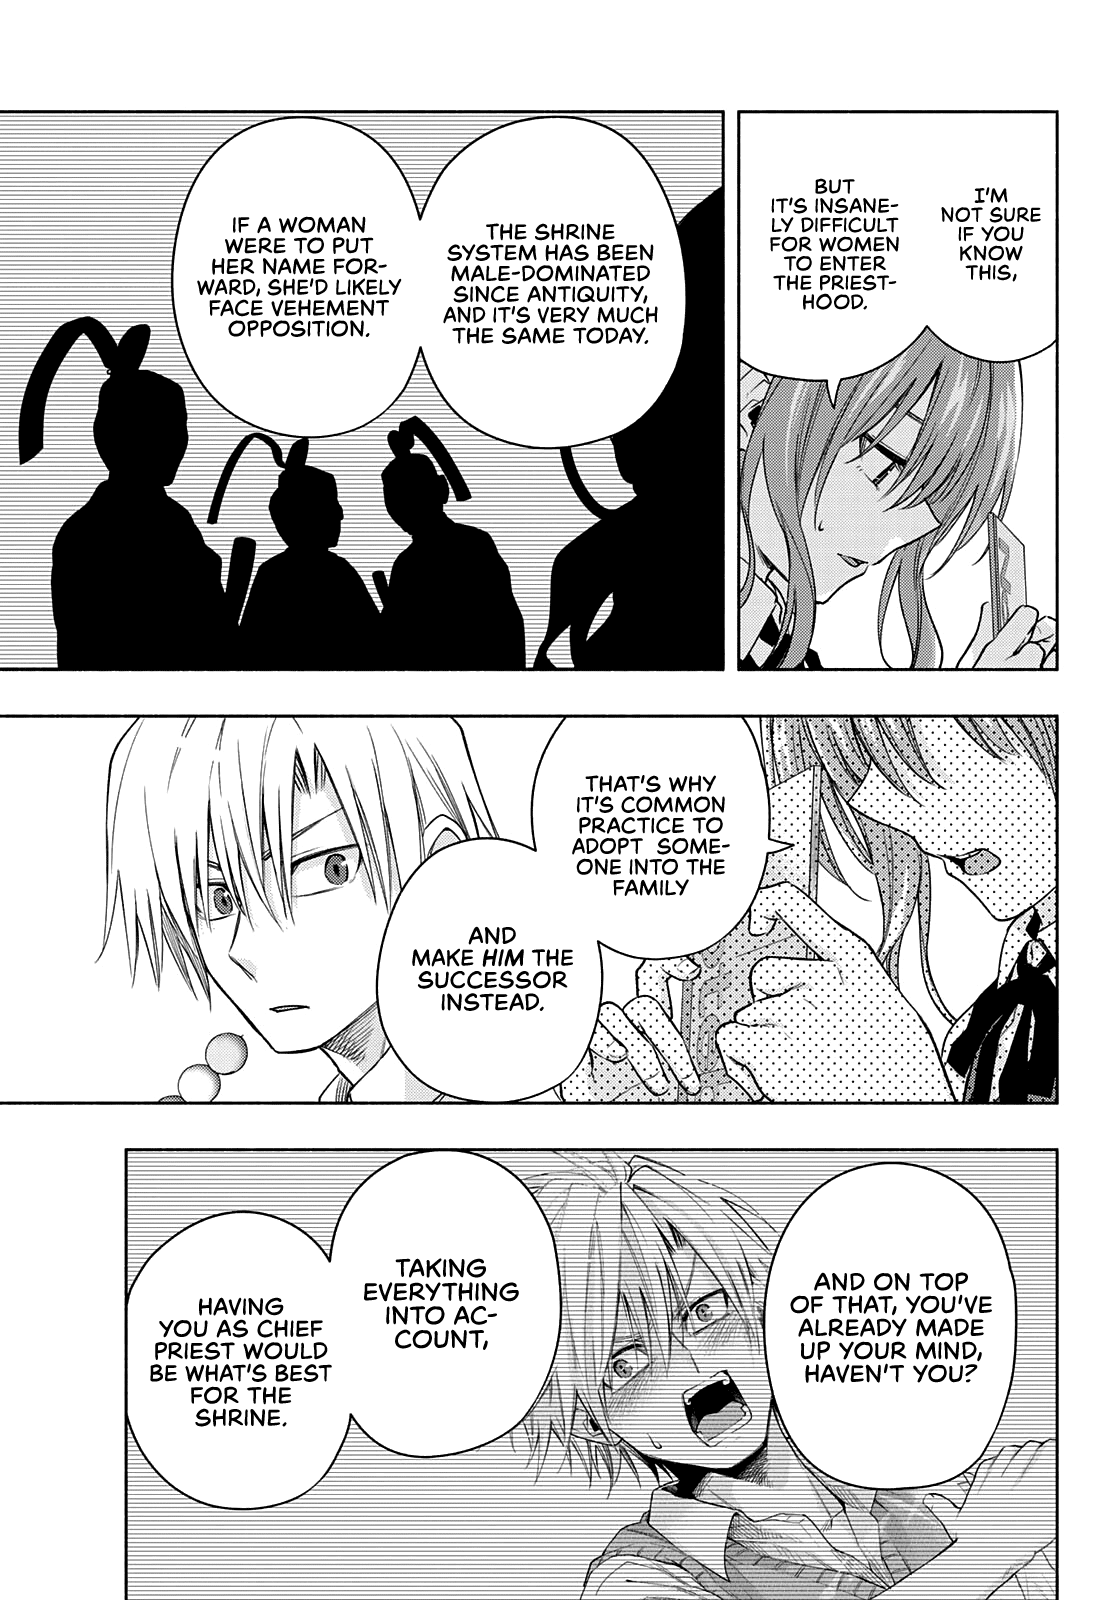 I'M
NOT SURE
IF YOU
KNOW
THIS,
BUT
IT'S INSANE-
LY DIFFICULT
FOR WOMEN
TO ENTER
THE PRIEST-
HOOD.
THE SHRINE
SYSTEM HAS BEEN
MALE-DOMINATED
SINCE ANTIQUITY,
AND IT'S VERY MUCH
THE SAME TODAY.
IF A WOMAN
WERE TO PUT
HER NAME FOR-
WARD, SHE'D LIKELY
FACE VEHEMENT
OPPOSITION.
THAT'S WHY
IT'S COMMON
PRACTICE TO
ADOPT SOME-
ONE INTO THE
FAMILY
AND
MAKE HIM THE
SUCCESSOR
INSTEAD.
AND ON TOP
OF THAT, YOU'VE
ALREADY MADE
UP YOUR MIND,
HAVEN'T YOU?
TAKING
EVERYTHING
INTO AC-
COUNT,
HAVING
YOU AS CHIEF
PRIEST WOULD
BE WHAT'S BEST
FOR THE
SHRINE.